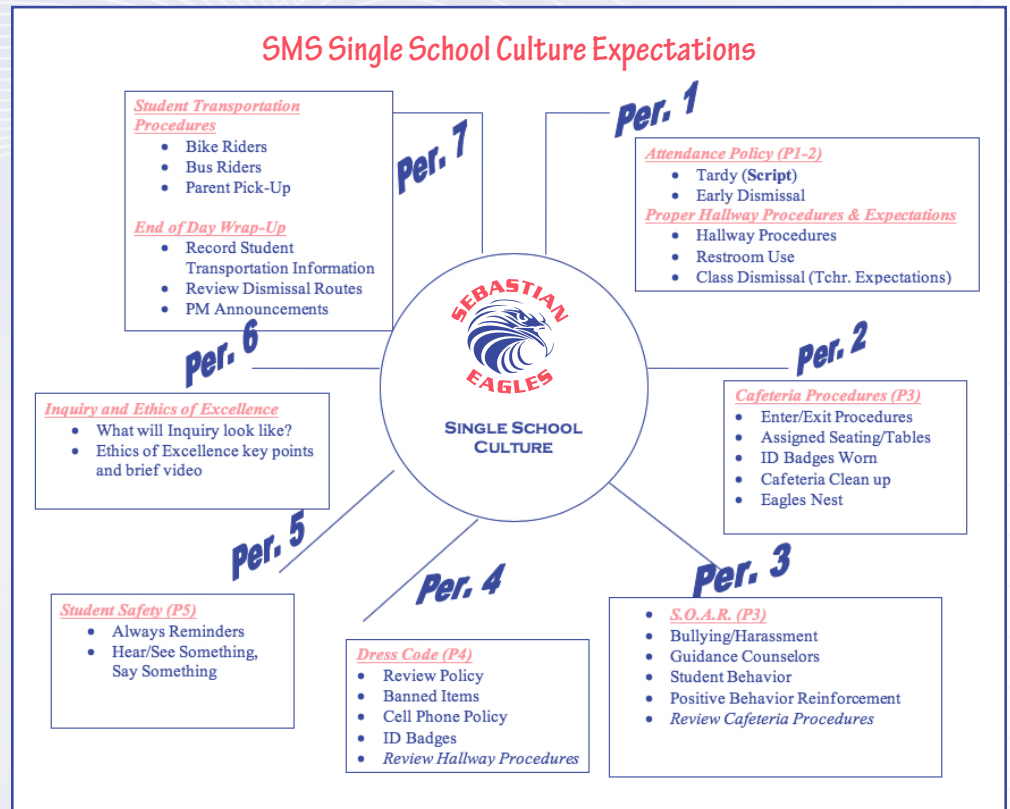 SMS Single School Culture Expectations
Per. 1
Attendance Policy (P1-2)
• Tardy (Script)
• Early Dismissal
Proper Hallway Procedures & Expectations
• Hallway Procedures
• Restroom Use
• Class Dismissal (Tchr. Expectations)
Per. 2
Cafeteria Procedures (P3)
• Enter/Exit Procedures
• Assigned Seating/Tables
• ID Badges Worn
• Cafeteria Clean up
• Eagles Nest
Per. 3
• S.O.A.R. (P3)
• Bullying/Harassment
• Guidance Counselors
• Student Behavior
• Positive Behavior Reinforcement
• Review Cafeteria Procedures
Per. 4
Dress Code (P4)
• Review Policy
• Banned Items
• Cell Phone Policy
• ID Badges
• Review Hallway Procedures
Per. 5
Student Safety (P5)
• Always Reminders
• Hear/See Something,
Say Something
Per. 6
Inquiry and Ethics of Excellence
• What will Inquiry look like?
• Ethics of Excellence key points
and brief video
Per. 7
Student Transportation
Procedures
• Bike Riders
• Bus Riders
• Parent Pick-Up
End of Day Wrap-Up
• Record Student
Transportation Information
• Review Dismissal Routes
• PM Announcements
SEBASTIAN
EAGLES
SINGLE SCHOOL
CULTURE